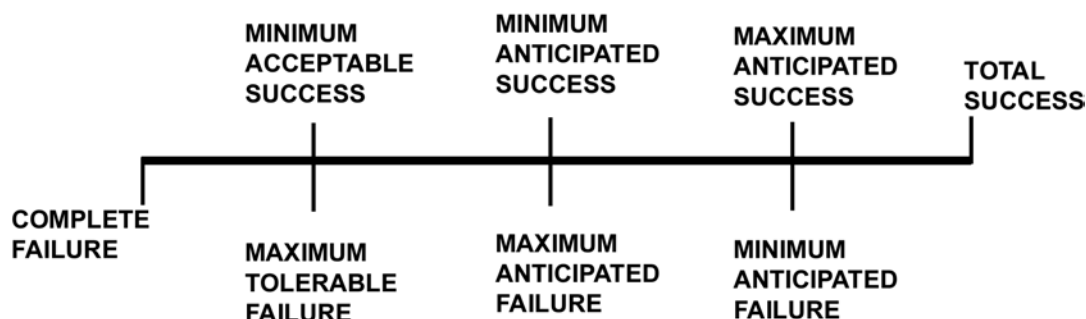 MINIMUM
ACCEPTABLE
SUCCESS
MINIMUM
ANTICIPATED
SUCCESS
MAXIMUM
ANTICIPATED
SUCCESS
TOTAL
SUCCESS
COMPLETE
FAILURE
MAXIMUM
TOLERABLE
FAILURE
MAXIMUM
ANTICIPATED
FAILURE
MINIMUM
ANTICIPATED
FAILURE